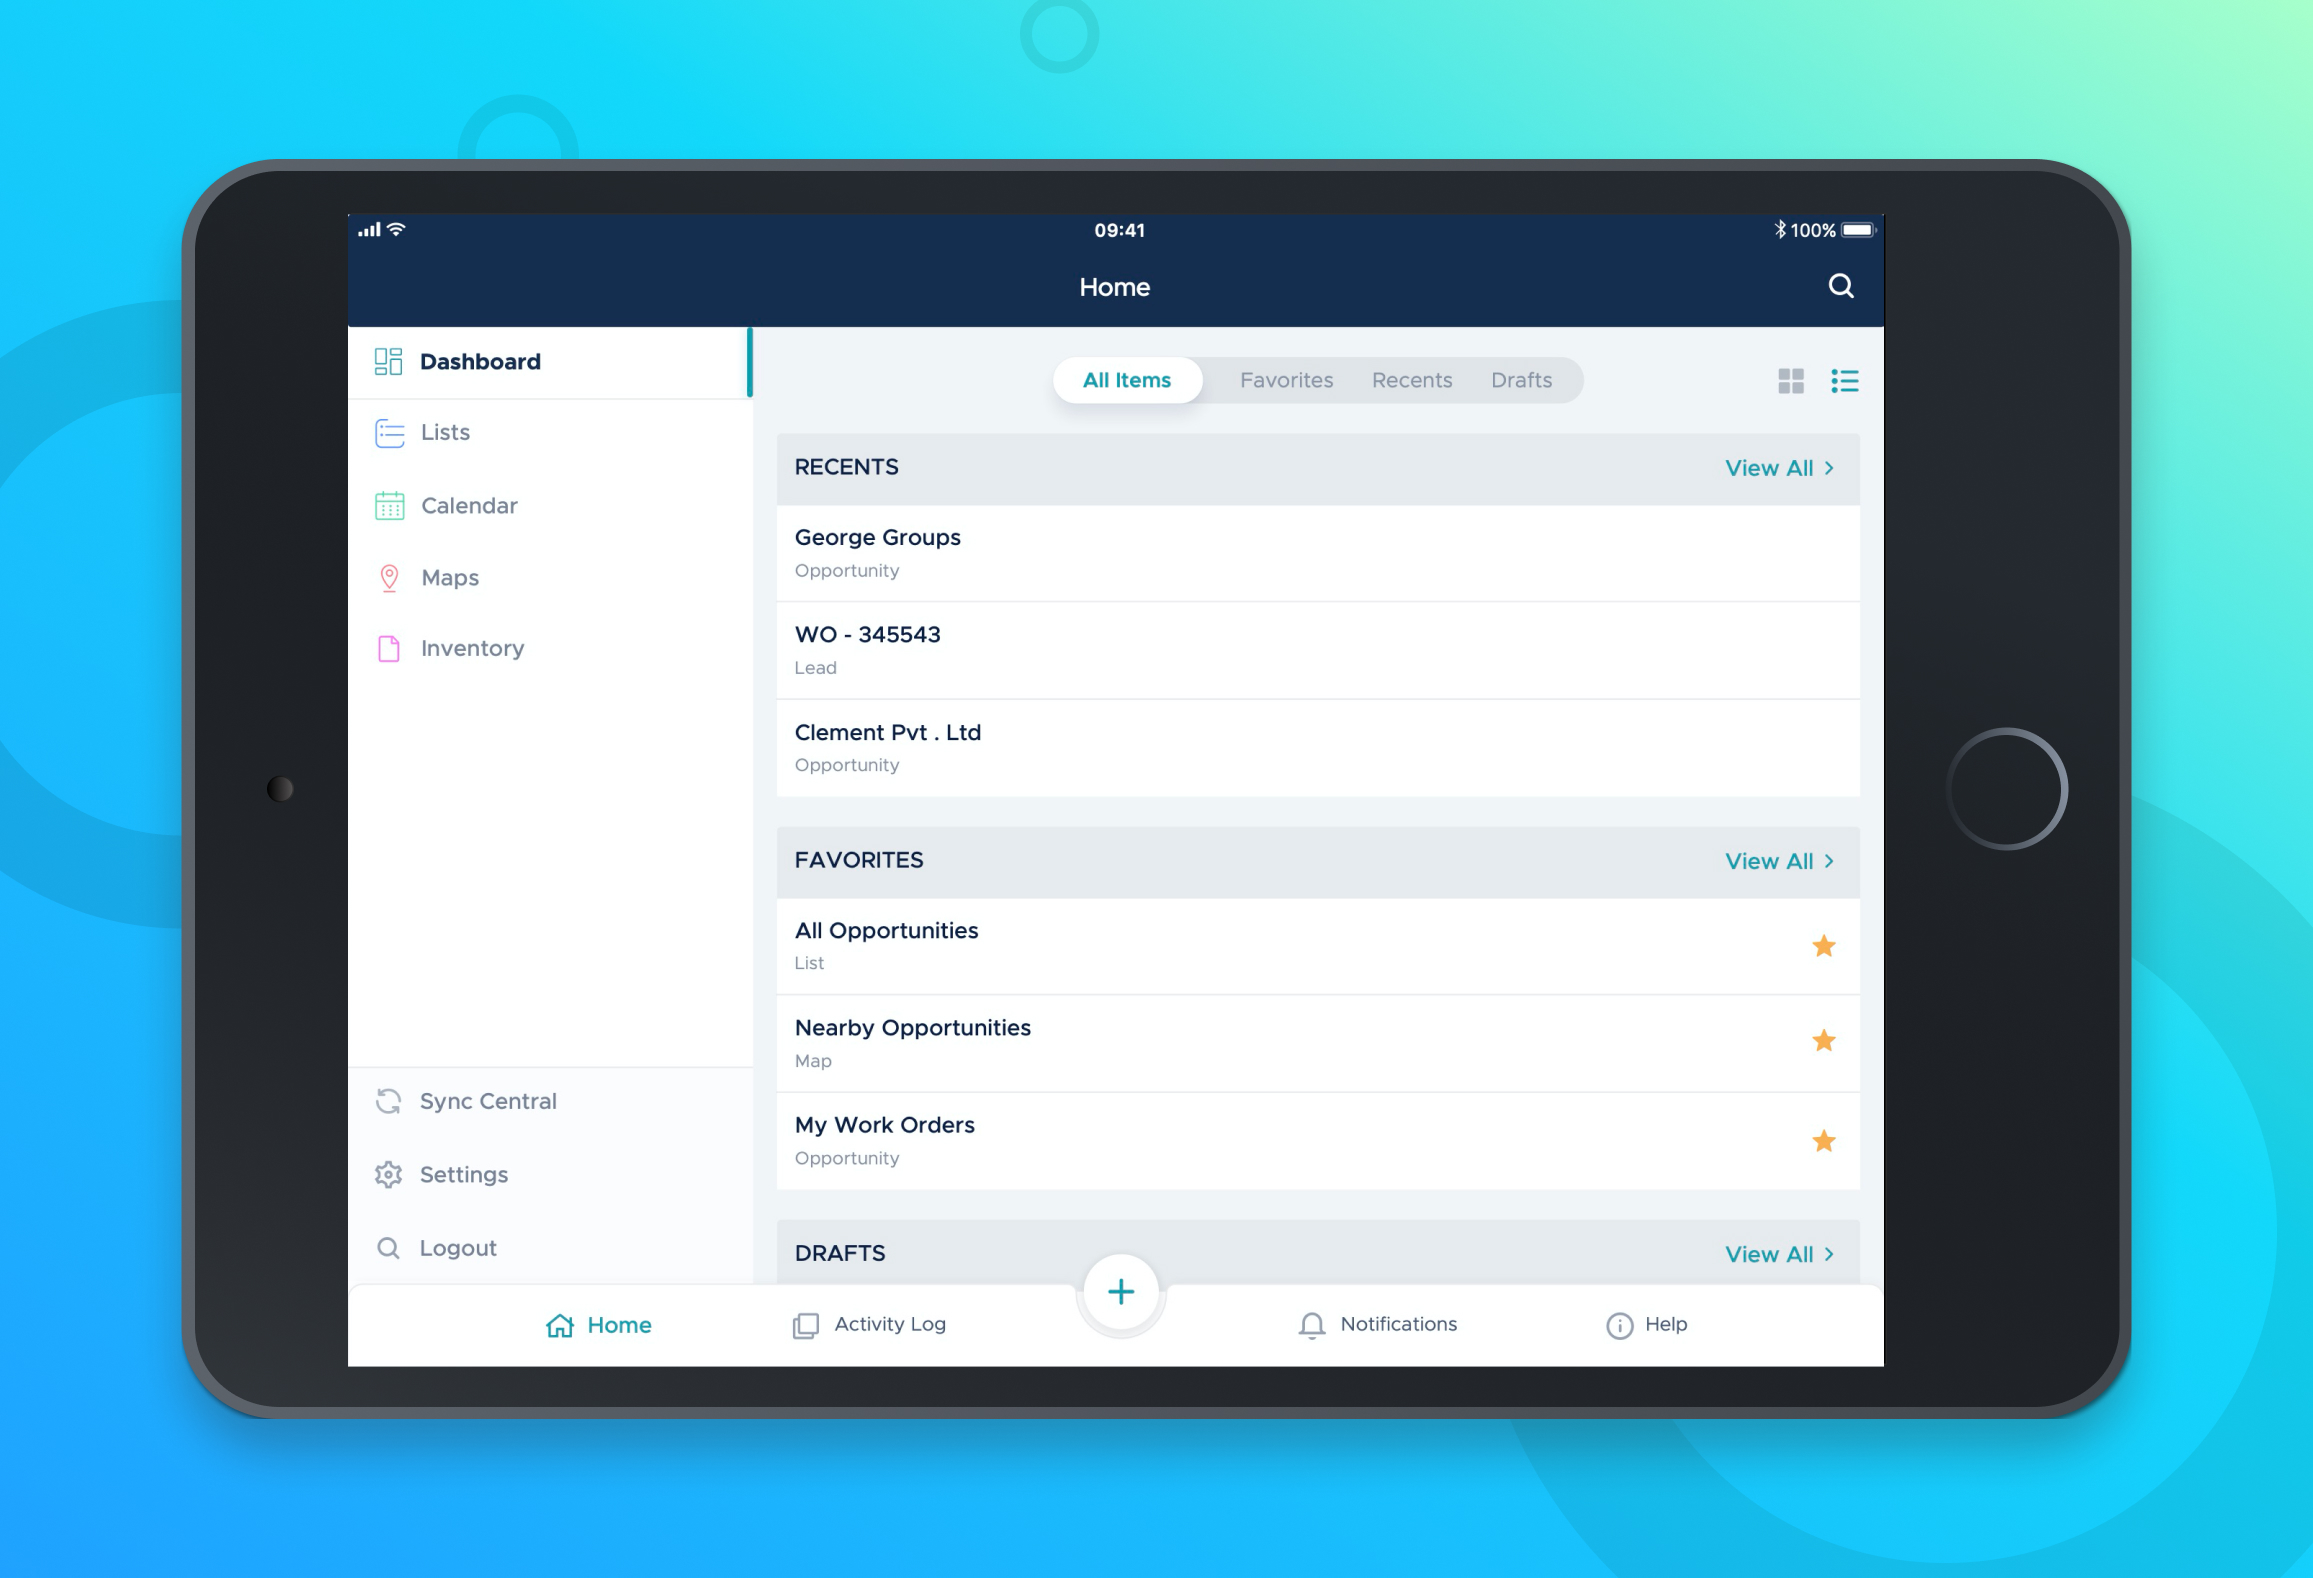 09:41
100%
Home
Dashboard
Lists
Calendar
Maps
Inventory
Sync Central
Settings
Logout
All Items Favorites Recents Drafts
RECENTS View All >
George Groups
Opportunity
WO - 345543
Lead
Clement Pvt . Ltd
Opportunity
FAVORITES View All >
All Opportunities
List
Nearby Opportunities
Map
My Work Orders
Opportunity
DRAFTS View All >
+
Home Activity Log Notifications Help